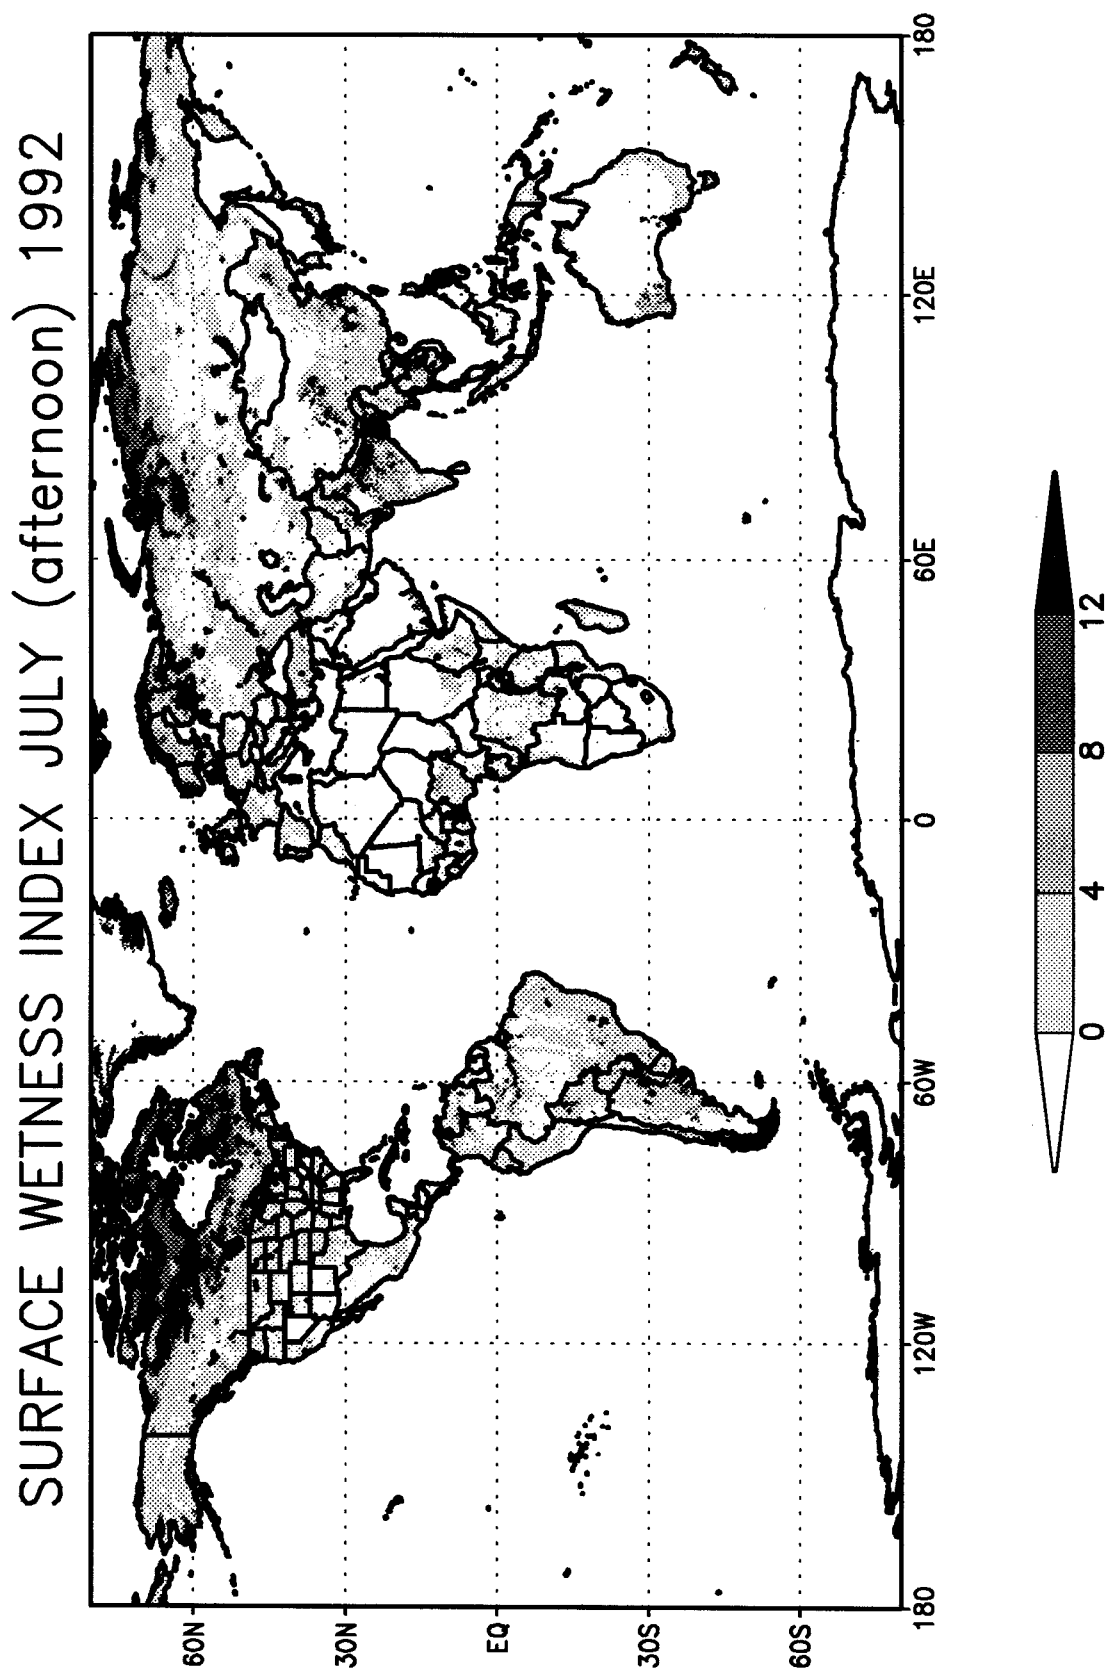 SURFACE WETNESS INDEX JULY (afternoon) 1992
60N
30N
EQ
30S
60S
180
120W
60W
0
60E
120E
180
0
4
8
12